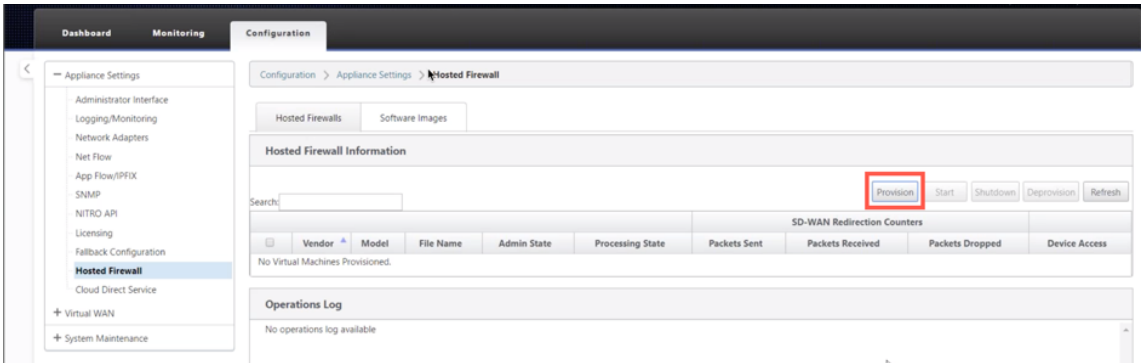 Dashboard Monitoring Configuration
− Appliance Settings
Administrator Interface
Logging/Monitoring
Network Adapters
Net Flow
App Flow/IPFIX
SNMP
NITRO API
Licensing
Fallback Configuration
Hosted Firewall
Cloud Direct Service
+ Virtual WAN
+ System Maintenance
Configuration > Appliance Settings > Hosted Firewall
Hosted Firewalls Software Images
Hosted Firewall Information
Provision Start Shutdown Deprovision Refresh
Search:
SD-WAN Redirection Counters
Vendor Model File Name Admin State Processing State Packets Sent Packets Received Packets Dropped Device Access
No Virtual Machines Provisioned.
Operations Log
No operations log available